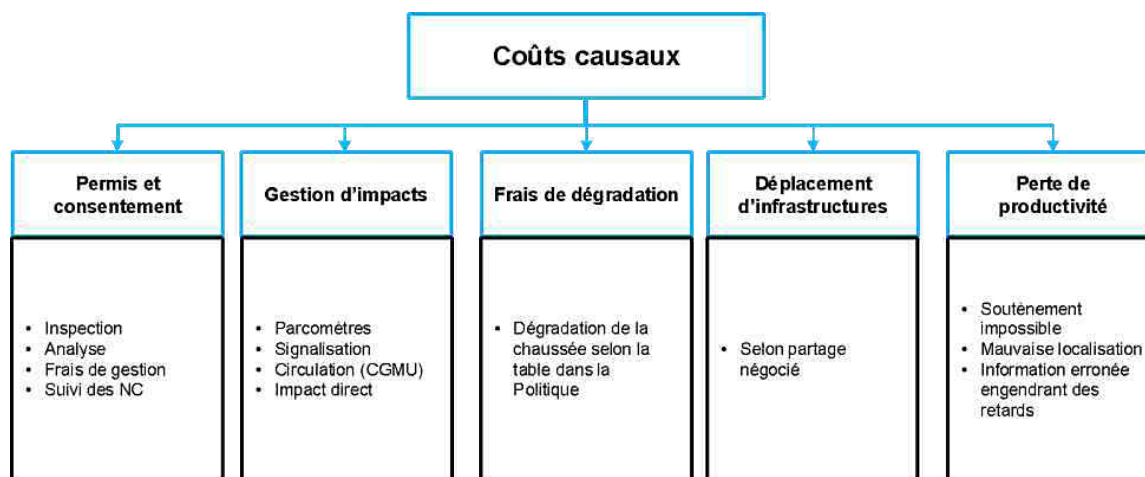 Coûts causaux
Permis et
consentement
Gestion d'impacts
Frais de dégradation
Déplacement
d'infrastructures
Perte de
productivité
• Inspection
• Analyse
• Frais de gestion
• Suivi des NC
• Parcomètres
• Signalisation
• Circulation (CGMU)
• Impact direct
• Dégradation de la
chaussée selon la
table dans la
Politique
• Selon partage
négocié
• Soutènement
impossible
• Mauvaise localisation
• Information erronée
engendrant des
retards